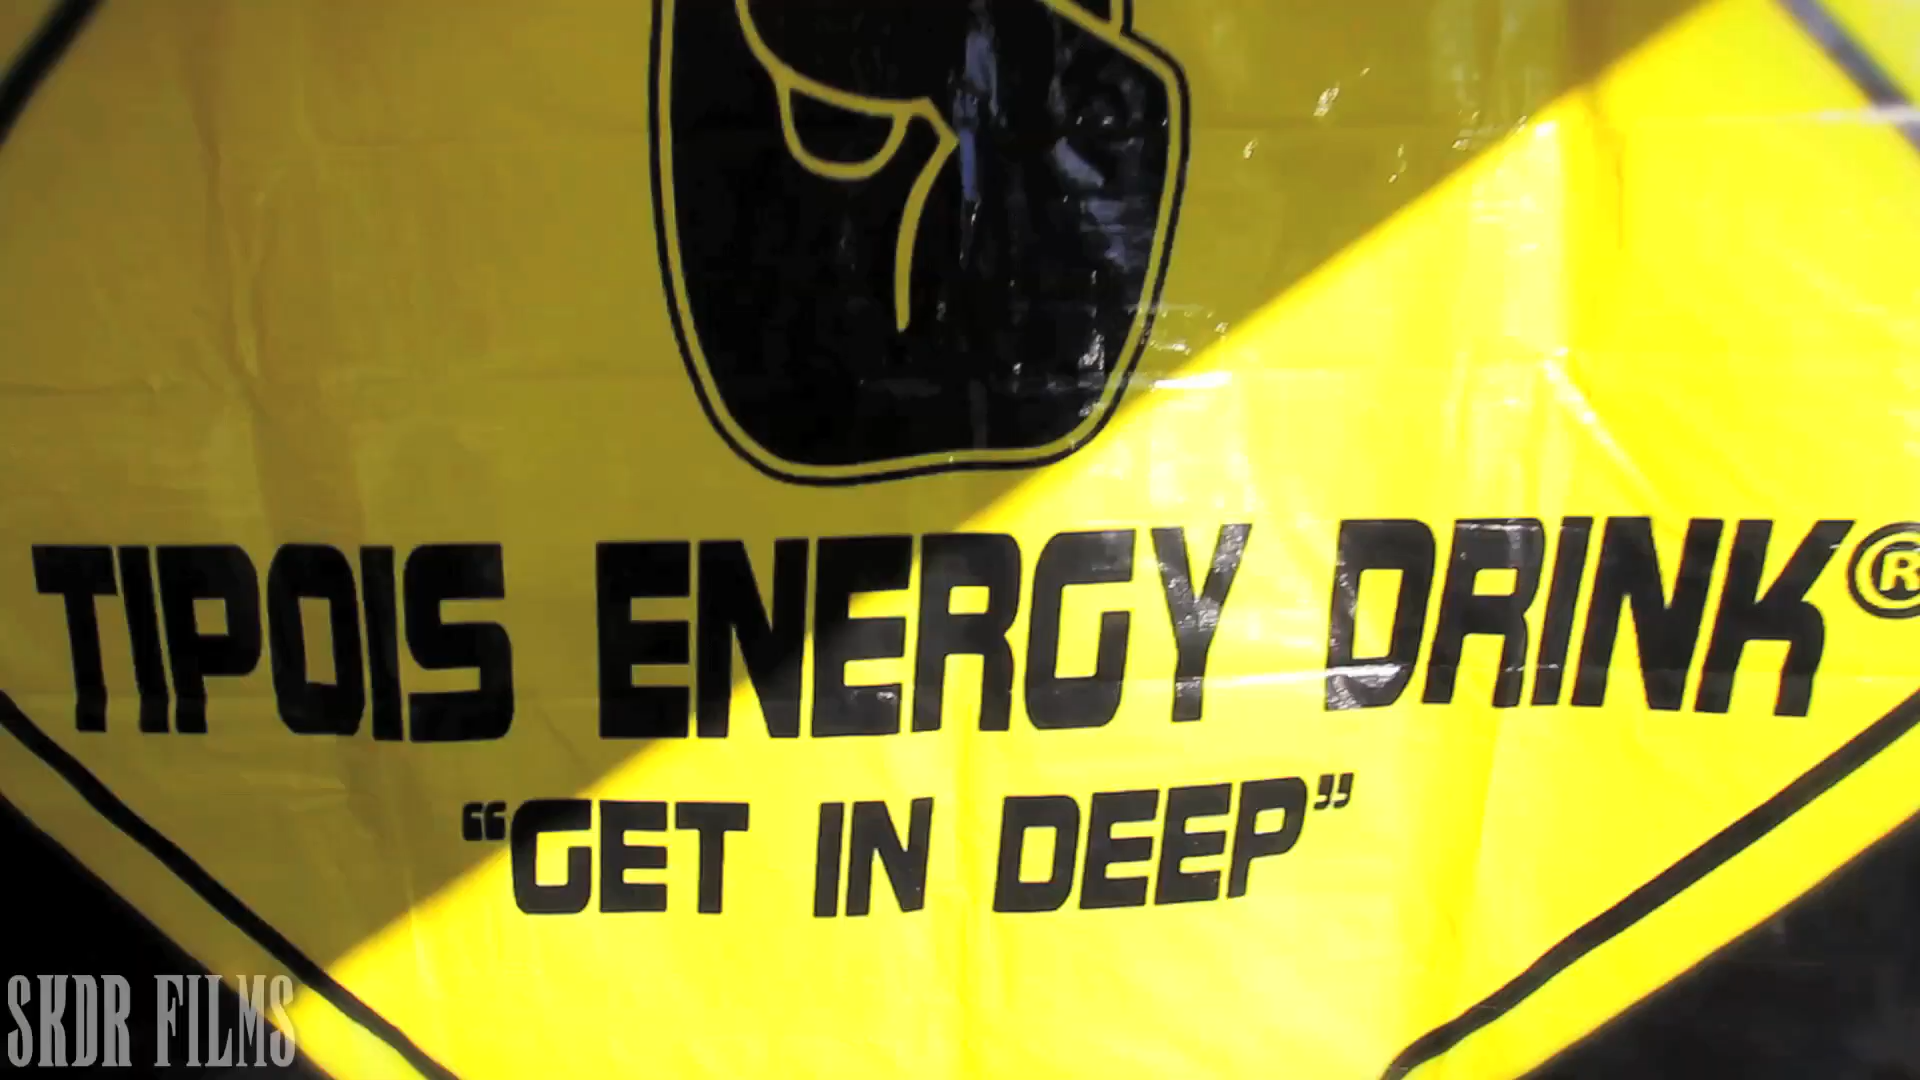 TIPOIS ENERGY DRINK®
“GET IN DEEP”
SKDR FILMS